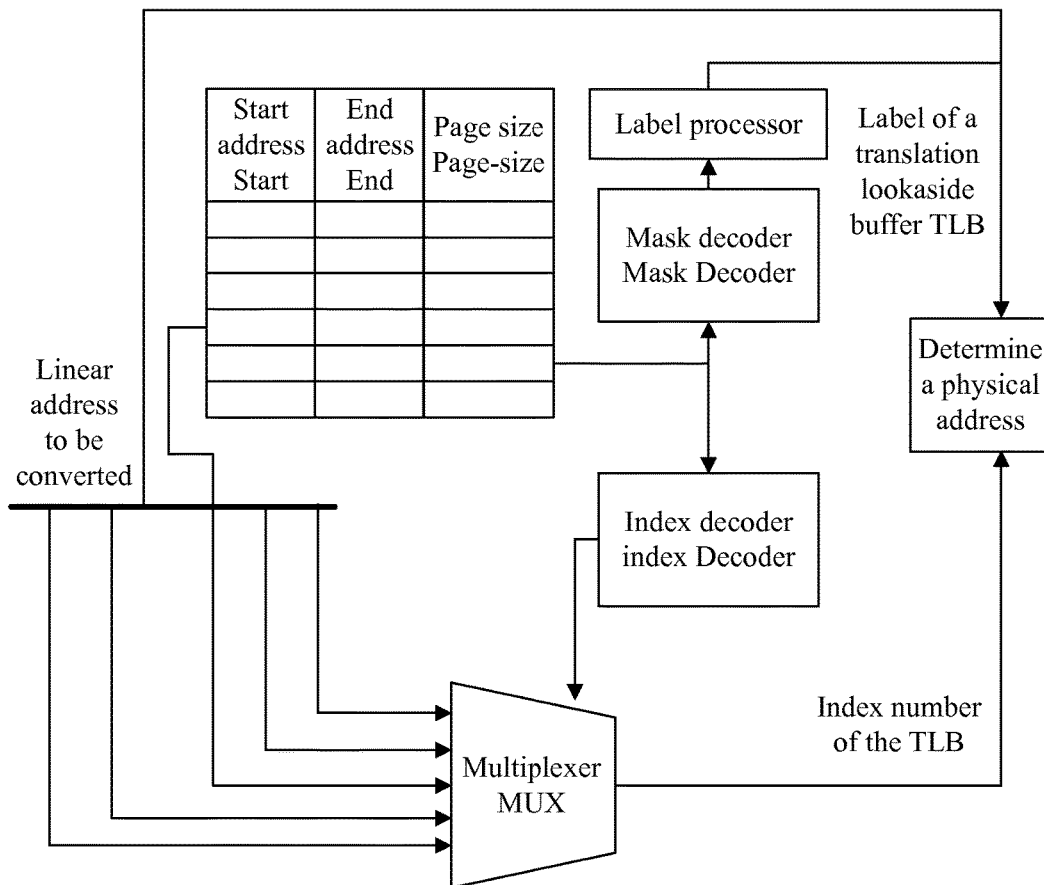 Start
address
Start
End
address
End
Page size
Page-size
Label processor
Label of a
translation
lookaside
buffer TLB
Mask decoder
Mask Decoder
Determine
a physical
address
Linear
address
to be
converted
Index decoder
index Decoder
Index number
of the TLB
Multiplexer
MUX